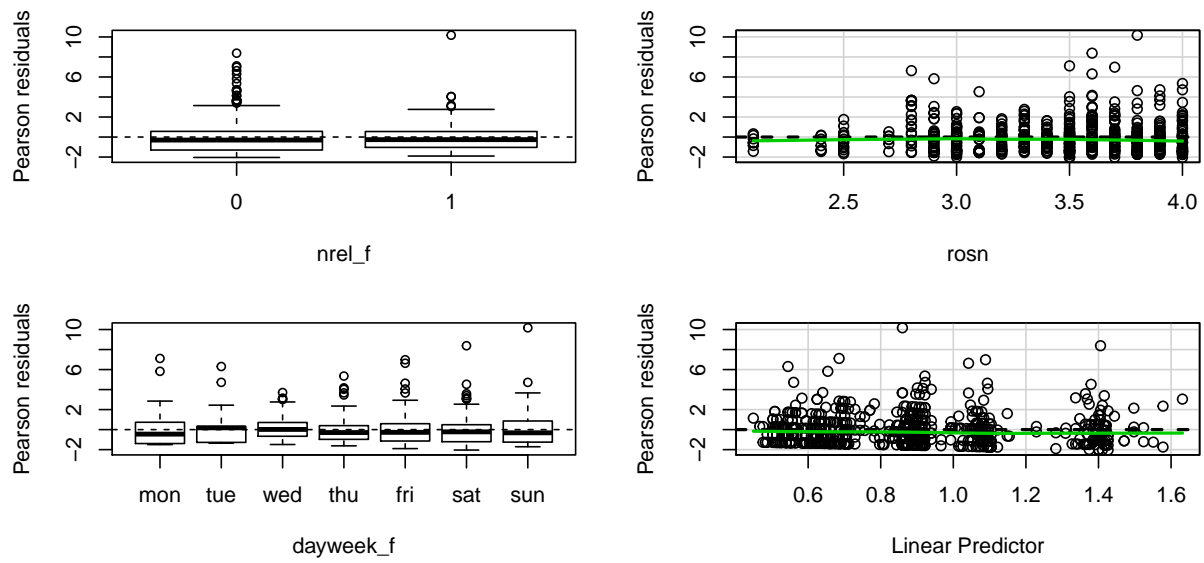 Pearson residuals
10
6
2
−2
0 1
nrel_f
Pearson residuals
10
6
2
−2
2.5 3.0 3.5 4.0
rosn
Pearson residuals
10
6
2
−2
mon tue wed thu fri sat sun
dayweek_f
Pearson residuals
10
6
2
−2
0.6 0.8 1.0 1.2 1.4 1.6
Linear Predictor